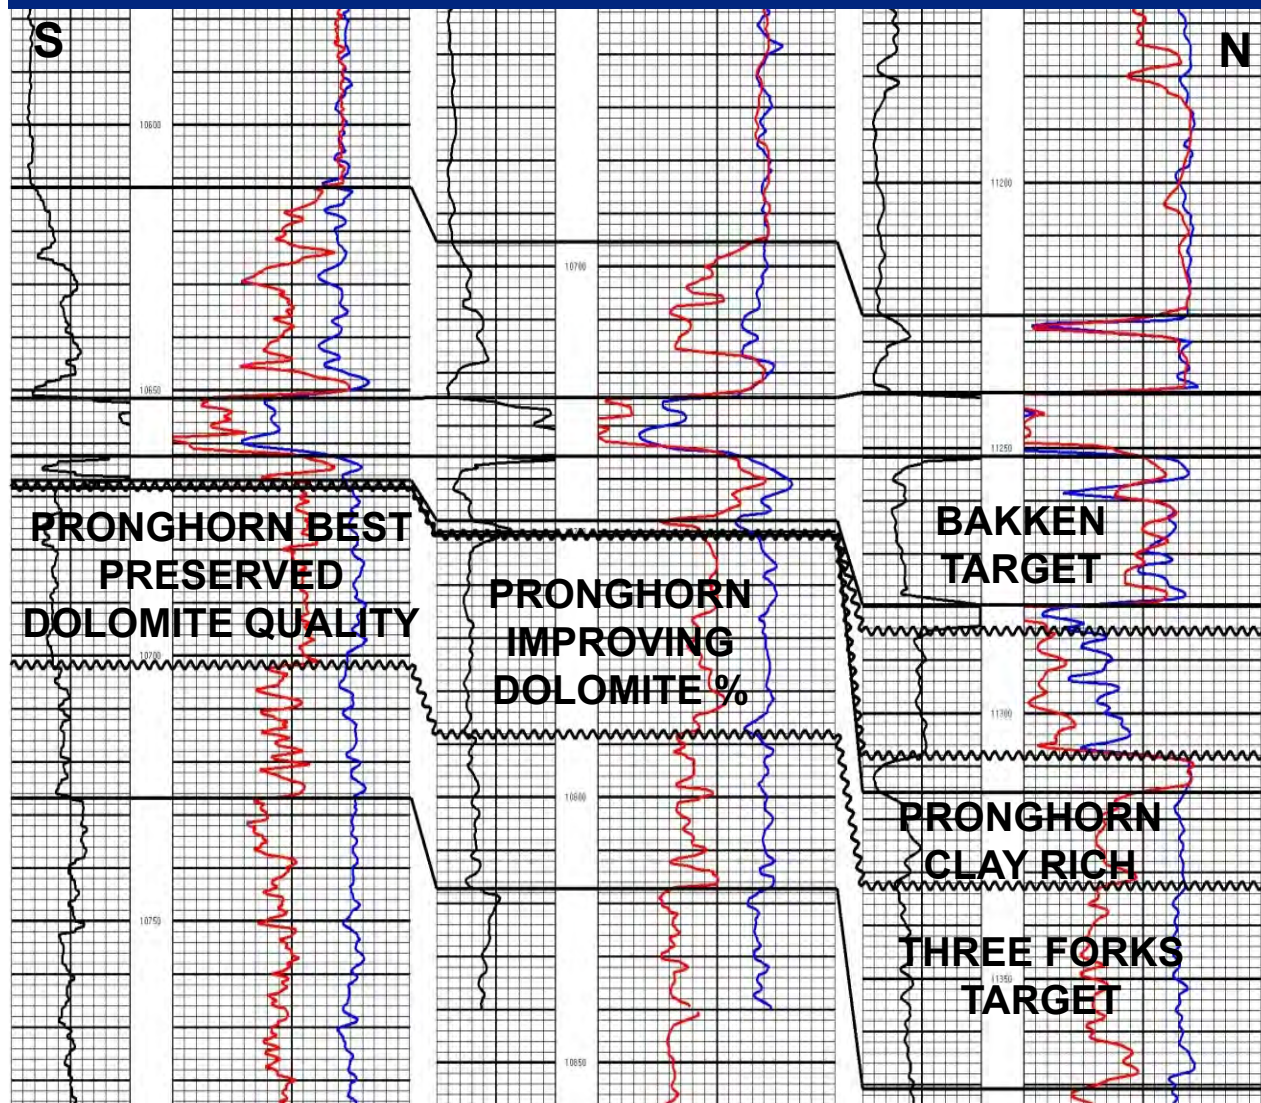 S
N
10600
10650
10700
10750
10700
10800
10850
11200
11250
11300
11350
PRONGHORN BEST
PRESERVED
DOLOMITE QUALITY
PRONGHORN
IMPROVING
DOLOMITE %
BAKKEN
TARGET
PRONGHORN
CLAY RICH
THREE FORKS
TARGET